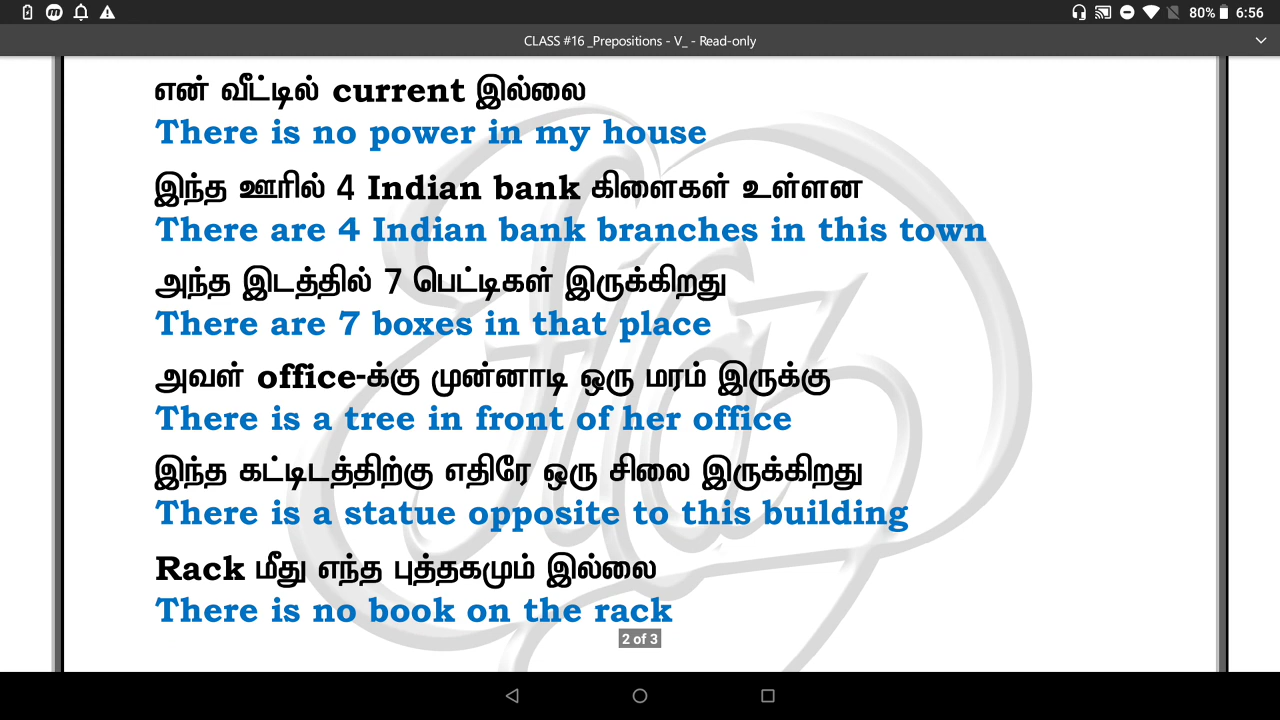 80% 6:56
CLASS #16 _Prepositions - V_ - Read-only
என் வீட்டில் current இல்லை
There is no power in my house
இந்த ஊரில் 4 Indian bank கிளைகள் உள்ளன
There are 4 Indian bank branches in this town
அந்த இடத்தில் 7 பெட்டிகள் இருக்கிறது
There are 7 boxes in that place
அவள் office-க்கு முன்னாடி ஒரு மரம் இருக்கு
There is a tree in front of her office
இந்த கட்டிடத்திற்கு எதிரே ஒரு சிலை இருக்கிறது
There is a statue opposite to this building
Rack மீது எந்த புத்தகமும் இல்லை
There is no book on the rack
2 of 3